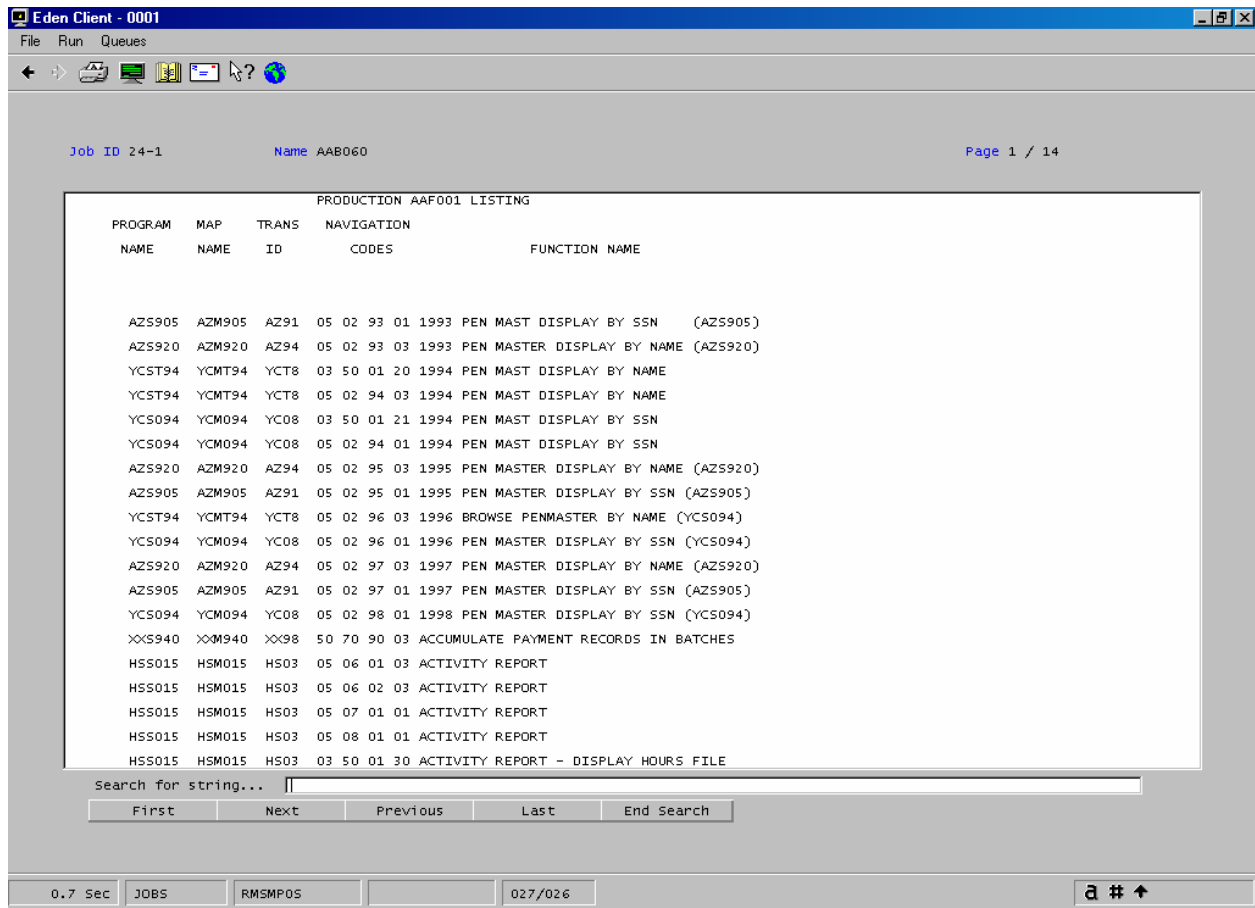 Eden Client - 0001
File Run Queues
Job ID 24-1 Name AAB060 Page 1 / 14
PRODUCTION AAF001 LISTING
PROGRAM MAP TRANS NAVIGATION
NAME NAME ID CODES FUNCTION NAME
AZS905 AZM905 AZ91 05 02 93 01 1993 PEN MAST DISPLAY BY SSN (AZS905)
AZS920 AZM920 AZ94 05 02 93 03 1993 PEN MASTER DISPLAY BY NAME (AZS920)
YCST94 YCMT94 YCT8 03 50 01 20 1994 PEN MAST DISPLAY BY NAME
YCST94 YCMT94 YCT8 05 02 94 03 1994 PEN MAST DISPLAY BY NAME
YCS094 YCM094 YC08 03 50 01 21 1994 PEN MAST DISPLAY BY SSN
YCS094 YCM094 YC08 05 02 94 01 1994 PEN MAST DISPLAY BY SSN
AZS920 AZM920 AZ94 05 02 95 03 1995 PEN MASTER DISPLAY BY NAME (AZS920)
AZS905 AZM905 AZ91 05 02 95 01 1995 PEN MASTER DISPLAY BY SSN (AZS905)
YCST94 YCMT94 YCT8 05 02 96 03 1996 BROWSE PENMASTER BY NAME (YCS094)
YCS094 YCM094 YC08 05 02 96 01 1996 PEN MASTER DISPLAY BY SSN (YCS094)
AZS920 AZM920 AZ94 05 02 97 03 1997 PEN MASTER DISPLAY BY NAME (AZS920)
AZS905 AZM905 AZ91 05 02 97 01 1997 PEN MASTER DISPLAY BY SSN (AZS905)
YCS094 YCM094 YC08 05 02 98 01 1998 PEN MASTER DISPLAY BY SSN (YCS094)
XXS940 XXM940 XX98 50 70 90 03 ACCUMULATE PAYMENT RECORDS IN BATCHES
HSS015 HSM015 HS03 05 06 01 03 ACTIVITY REPORT
HSS015 HSM015 HS03 05 06 02 03 ACTIVITY REPORT
HSS015 HSM015 HS03 05 07 01 01 ACTIVITY REPORT
HSS015 HSM015 HS03 05 08 01 01 ACTIVITY REPORT
HSS015 HSM015 HS03 03 50 01 30 ACTIVITY REPORT - DISPLAY HOURS FILE
Search for string...
First Next Previous Last End Search
0.7 Sec JOBS RMSMPOS 027/026 a #